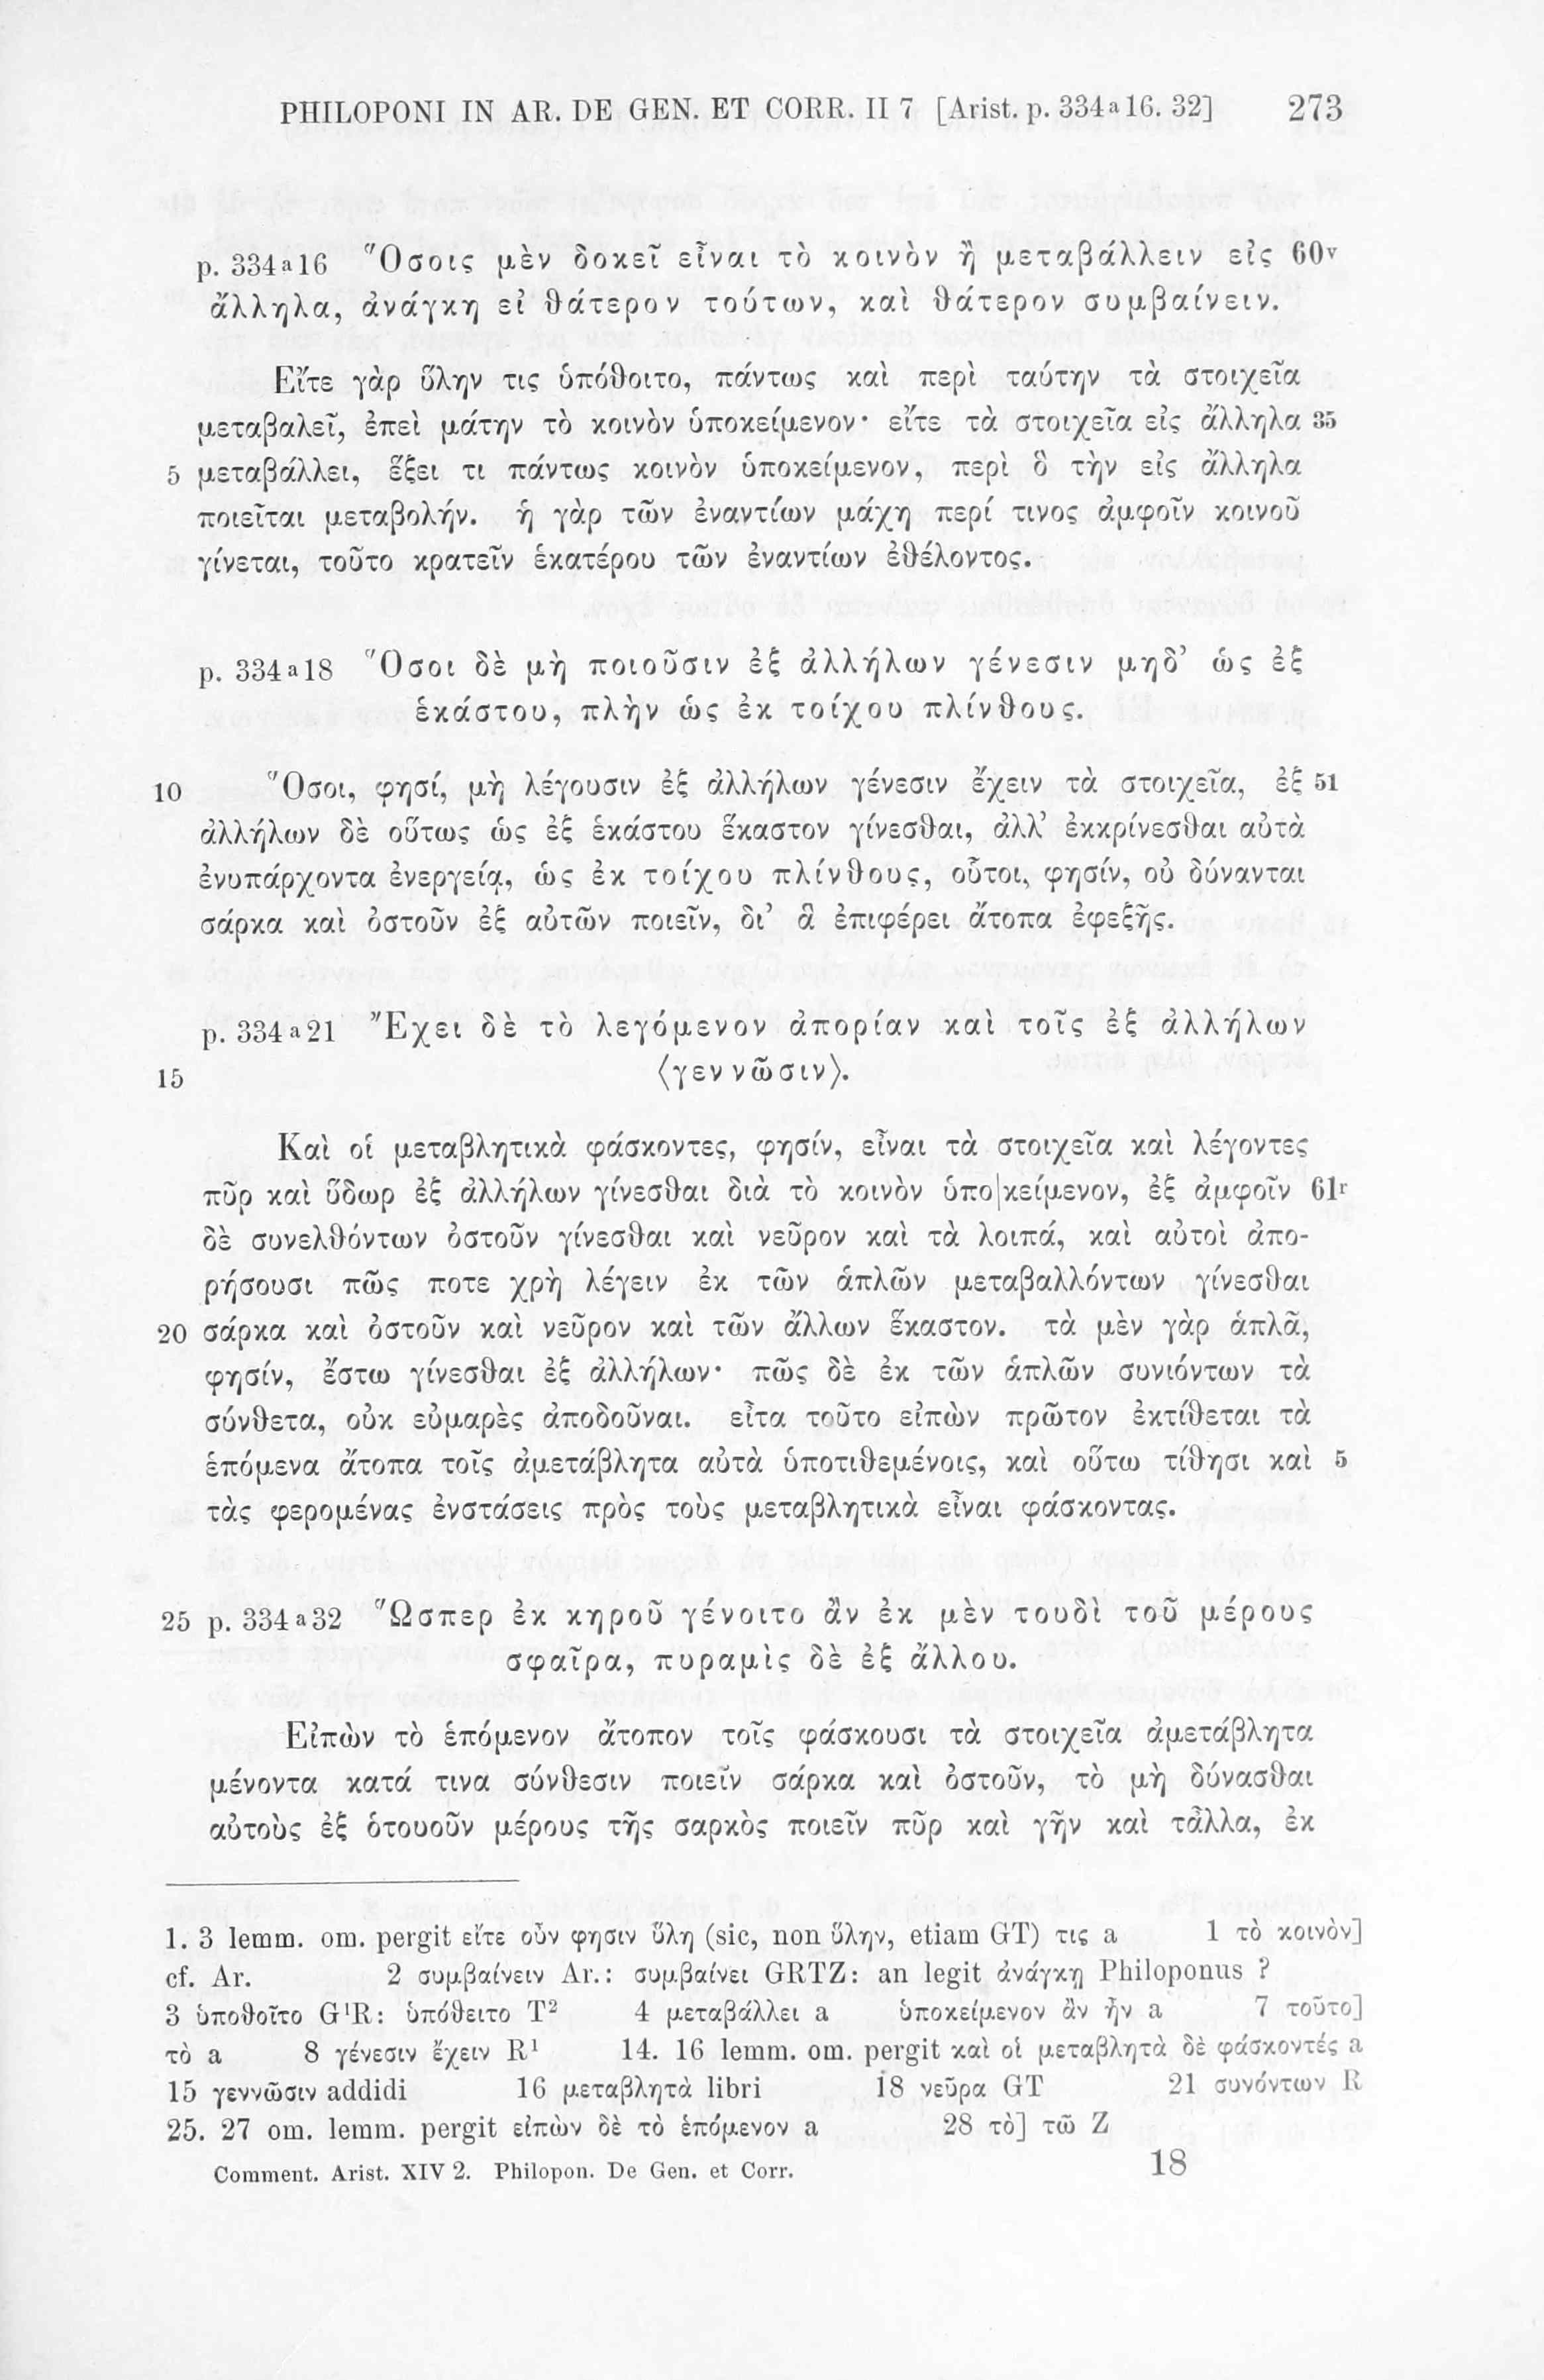 PHILOPONI IN AR. DE GEN. ET CORR. II 7 [Arist. p. 334a16. 32] 273
p. 334a16 Ὅσοις μὲν δοκεῖ εἶναι τὸ κοινὸν ἢ μεταβάλλειν εἰς 60v
ἄλληλα, ἀνάγκη εἰ θάτερον τούτων, καὶ θάτερον συμβαίνειν.
Εἴτε γὰρ ὕλην τις ὑπόθοιτο, πάντως καὶ περὶ ταύτην τὰ στοιχεῖα
μεταβαλεῖ, ἐπεὶ μάτην τὸ κοινὸν ὑποκείμενον· εἴτε τὰ στοιχεῖα εἰς ἄλληλα 35
5 μεταβάλλει, ἕξει τι πάντως κοινὸν ὑποκείμενον, περὶ ὃ τὴν εἰς ἄλληλα
ποιεῖται μεταβολήν. ἡ γὰρ τῶν ἐναντίων μάχη περί τινος ἀμφοῖν κοινοῦ
γίνεται, τοῦτο κρατεῖν ἑκατέρου τῶν ἐναντίων ἐθέλοντος.
p. 334a18 Ὅσοι δὲ μὴ ποιοῦσιν ἐξ ἀλλήλων γένεσιν μηδ’ ὡς ἐξ
ἑκάστου, πλὴν ὡς ἐκ τοίχου πλίνθους.
10 Ὅσοι, φησί, μὴ λέγουσιν ἐξ ἀλλήλων γένεσιν ἔχειν τὰ στοιχεῖα, ἐξ 51
ἀλλήλων δὲ οὕτως ὡς ἐξ ἑκάστου ἕκαστον γίνεσθαι, ἀλλ’ ἐκκρίνεσθαι αὐτὰ
ἐνυπάρχοντα ἐνεργείᾳ, ὡς ἐκ τοίχου πλίνθους, οὗτοι, φησίν, οὐ δύνανται
σάρκα καὶ ὀστοῦν ἐξ αὐτῶν ποιεῖν, δι’ ἃ ἐπιφέρει ἄτοπα ἐφεξῆς.
p. 334a21 Ἔχει δὲ τὸ λεγόμενον ἀπορίαν καὶ τοῖς ἐξ ἀλλήλων
15 ⟨γεννῶσιν⟩.
Καὶ οἱ μεταβλητικὰ φάσκοντες, φησίν, εἶναι τὰ στοιχεῖα καὶ λέγοντες
πῦρ καὶ ὕδωρ ἐξ ἀλλήλων γίνεσθαι διὰ τὸ κοινὸν ὑπο|κείμενον, ἐξ ἀμφοῖν 61r
δὲ συνελθόντων ὀστοῦν γίνεσθαι καὶ νεῦρον καὶ τὰ λοιπά, καὶ αὐτοὶ ἀπο-
ρήσουσι πῶς ποτε χρὴ λέγειν ἐκ τῶν ἁπλῶν μεταβαλλόντων γίνεσθαι
20 σάρκα καὶ ὀστοῦν καὶ νεῦρον καὶ τῶν ἄλλων ἕκαστον. τὰ μὲν γὰρ ἁπλᾶ,
φησίν, ἔστω γίνεσθαι ἐξ ἀλλήλων· πῶς δὲ ἐκ τῶν ἁπλῶν συνιόντων τὰ
σύνθετα, οὐκ εὐμαρὲς ἀποδοῦναι. εἶτα τοῦτο εἰπὼν πρῶτον ἐκτίθεται τὰ
ἑπόμενα ἄτοπα τοῖς ἀμετάβλητα αὐτὰ ὑποτιθεμένοις, καὶ οὕτω τίθησι καὶ 5
τὰς φερομένας ἐνστάσεις πρὸς τοὺς μεταβλητικὰ εἶναι φάσκοντας.
25 p. 334a32 Ὥσπερ ἐκ κηροῦ γένοιτο ἂν ἐκ μὲν τουδὶ τοῦ μέρους
σφαῖρα, πυραμὶς δὲ ἐξ ἄλλου.
Εἰπὼν τὸ ἑπόμενον ἄτοπον τοῖς φάσκουσι τὰ στοιχεῖα ἀμετάβλητα
μένοντα κατά τινα σύνθεσιν ποιεῖν σάρκα καὶ ὀστοῦν, τὸ μὴ δύνασθαι
αὐτοὺς ἐξ ὁτουοῦν μέρους τῆς σαρκὸς ποιεῖν πῦρ καὶ γῆν καὶ τἆλλα, ἐκ
1. 3 lemm. om. pergit εἴτε οὖν φησιν ὕλη (sic, non ὕλην, etiam GT) τις a 1 τὸ κοινὸν]
cf. Ar. 2 συμβαίνειν Ar.: συμβαίνει GRTZ: an legit ἀνάγκῃ Philoponus ?
3 ὑποθοῖτο G¹R: ὑπόθειτο T² 4 μεταβάλλει a ὑποκείμενον ἂν ἦν a 7 τοῦτο]
τὸ a 8 γένεσιν ἔχειν R¹ 14. 16 lemm. om. pergit καὶ οἱ μεταβλητὰ δὲ φάσκοντές a
15 γεννῶσιν addidi 16 μεταβλητὰ libri 18 νεῦρα GT 21 συνόντων R
25. 27 om. lemm. pergit εἰπὼν δὲ τὸ ἑπόμενον a 28 τὸ] τῶ Z
Comment. Arist. XIV 2. Philopon. De Gen. et Corr. 18